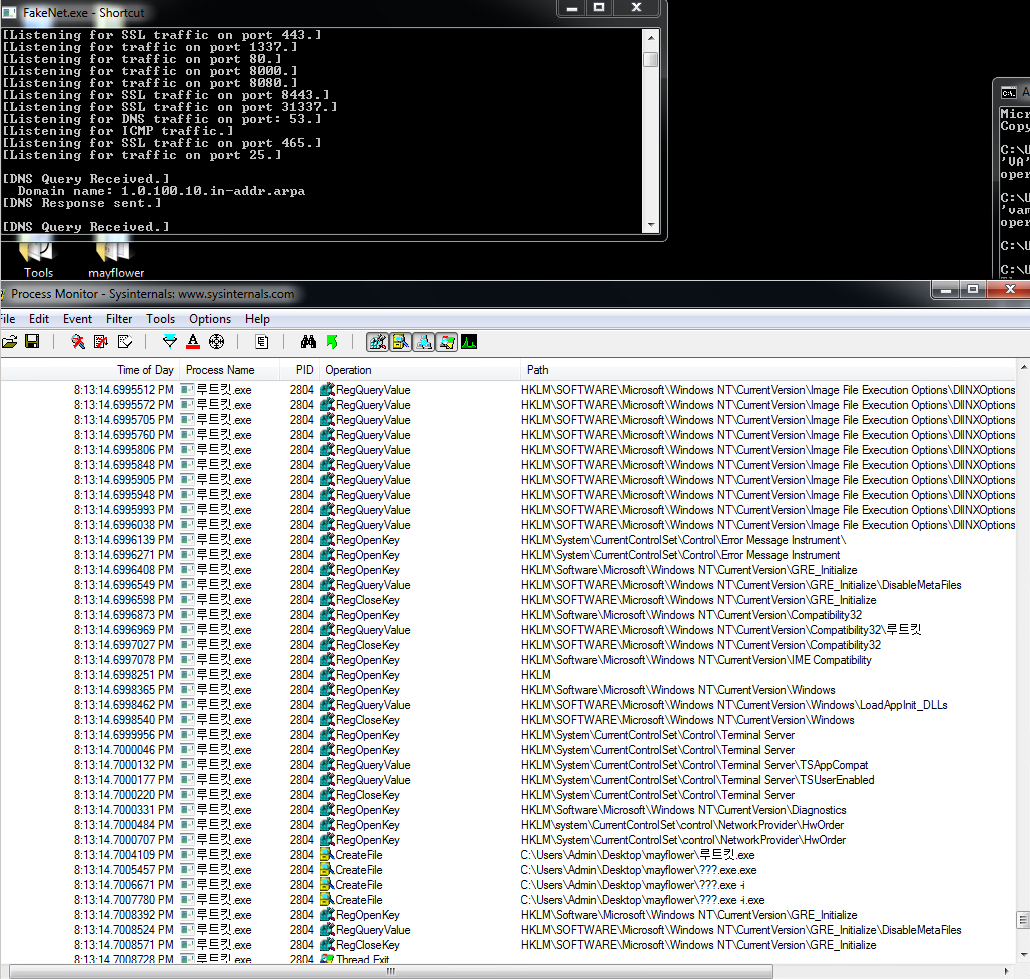 FakeNet.exe - Shortcut
[Listening for SSL traffic on port 443.]
[Listening for traffic on port 1337.]
[Listening for traffic on port 80.]
[Listening for traffic on port 8000.]
[Listening for traffic on port 8080.]
[Listening for SSL traffic on port 8443.]
[Listening for SSL traffic on port 31337.]
[Listening for DNS traffic on port: 53.]
[Listening for ICMP traffic.]
[Listening for SSL traffic on port 465.]
[Listening for traffic on port 25.]
[DNS Query Received.]
Domain name: 1.0.100.10.in-addr.arpa
[DNS Response sent.]
[DNS Query Received.]
C:\. A
Micr
Copy
C:\U
'VA'
oper
C:\U
'vam
oper
C:\U
C:\U
Tools mayflower
Process Monitor - Sysinternals: www.sysinternals.com
ile Edit Event Filter Tools Options Help
Time of Day Process Name PID Operation Path
8:13:14.6995512 PM 루트킷.exe 2804 RegQueryValue HKLM\SOFTWARE\Microsoft\Windows NT\CurrentVersion\Image File Execution Options\DllNXOptions
8:13:14.6995572 PM 루트킷.exe 2804 RegQueryValue HKLM\SOFTWARE\Microsoft\Windows NT\CurrentVersion\Image File Execution Options\DllNXOptions
8:13:14.6995705 PM 루트킷.exe 2804 RegQueryValue HKLM\SOFTWARE\Microsoft\Windows NT\CurrentVersion\Image File Execution Options\DllNXOptions
8:13:14.6995760 PM 루트킷.exe 2804 RegQueryValue HKLM\SOFTWARE\Microsoft\Windows NT\CurrentVersion\Image File Execution Options\DllNXOptions
8:13:14.6995806 PM 루트킷.exe 2804 RegQueryValue HKLM\SOFTWARE\Microsoft\Windows NT\CurrentVersion\Image File Execution Options\DllNXOptions
8:13:14.6995848 PM 루트킷.exe 2804 RegQueryValue HKLM\SOFTWARE\Microsoft\Windows NT\CurrentVersion\Image File Execution Options\DllNXOptions
8:13:14.6995905 PM 루트킷.exe 2804 RegQueryValue HKLM\SOFTWARE\Microsoft\Windows NT\CurrentVersion\Image File Execution Options\DllNXOptions
8:13:14.6995948 PM 루트킷.exe 2804 RegQueryValue HKLM\SOFTWARE\Microsoft\Windows NT\CurrentVersion\Image File Execution Options\DllNXOptions
8:13:14.6995993 PM 루트킷.exe 2804 RegQueryValue HKLM\SOFTWARE\Microsoft\Windows NT\CurrentVersion\Image File Execution Options\DllNXOptions
8:13:14.6996038 PM 루트킷.exe 2804 RegQueryValue HKLM\SOFTWARE\Microsoft\Windows NT\CurrentVersion\Image File Execution Options\DllNXOptions
8:13:14.6996139 PM 루트킷.exe 2804 RegOpenKey HKLM\System\CurrentControlSet\Control\Error Message Instrument\
8:13:14.6996271 PM 루트킷.exe 2804 RegOpenKey HKLM\System\CurrentControlSet\Control\Error Message Instrument
8:13:14.6996408 PM 루트킷.exe 2804 RegOpenKey HKLM\Software\Microsoft\Windows NT\CurrentVersion\GRE_Initialize
8:13:14.6996549 PM 루트킷.exe 2804 RegQueryValue HKLM\SOFTWARE\Microsoft\Windows NT\CurrentVersion\GRE_Initialize\DisableMetaFiles
8:13:14.6996598 PM 루트킷.exe 2804 RegCloseKey HKLM\SOFTWARE\Microsoft\Windows NT\CurrentVersion\GRE_Initialize
8:13:14.6996873 PM 루트킷.exe 2804 RegOpenKey HKLM\Software\Microsoft\Windows NT\CurrentVersion\Compatibility32
8:13:14.6996969 PM 루트킷.exe 2804 RegQueryValue HKLM\SOFTWARE\Microsoft\Windows NT\CurrentVersion\Compatibility32\루트킷
8:13:14.6997027 PM 루트킷.exe 2804 RegCloseKey HKLM\SOFTWARE\Microsoft\Windows NT\CurrentVersion\Compatibility32
8:13:14.6997078 PM 루트킷.exe 2804 RegOpenKey HKLM\Software\Microsoft\Windows NT\CurrentVersion\IME Compatibility
8:13:14.6998251 PM 루트킷.exe 2804 RegOpenKey HKLM
8:13:14.6998365 PM 루트킷.exe 2804 RegOpenKey HKLM\Software\Microsoft\Windows NT\CurrentVersion\Windows
8:13:14.6998462 PM 루트킷.exe 2804 RegQueryValue HKLM\SOFTWARE\Microsoft\Windows NT\CurrentVersion\Windows\LoadAppInit_DLLs
8:13:14.6998540 PM 루트킷.exe 2804 RegCloseKey HKLM\SOFTWARE\Microsoft\Windows NT\CurrentVersion\Windows
8:13:14.6999956 PM 루트킷.exe 2804 RegOpenKey HKLM\System\CurrentControlSet\Control\Terminal Server
8:13:14.7000046 PM 루트킷.exe 2804 RegOpenKey HKLM\System\CurrentControlSet\Control\Terminal Server
8:13:14.7000132 PM 루트킷.exe 2804 RegQueryValue HKLM\System\CurrentControlSet\Control\Terminal Server\TSAppCompat
8:13:14.7000177 PM 루트킷.exe 2804 RegQueryValue HKLM\System\CurrentControlSet\Control\Terminal Server\TSUserEnabled
8:13:14.7000220 PM 루트킷.exe 2804 RegCloseKey HKLM\System\CurrentControlSet\Control\Terminal Server
8:13:14.7000331 PM 루트킷.exe 2804 RegOpenKey HKLM\Software\Microsoft\Windows NT\CurrentVersion\Diagnostics
8:13:14.7000484 PM 루트킷.exe 2804 RegOpenKey HKLM\system\CurrentControlSet\control\NetworkProvider\HwOrder
8:13:14.7000707 PM 루트킷.exe 2804 RegOpenKey HKLM\System\CurrentControlSet\control\NetworkProvider\HwOrder
8:13:14.7004109 PM 루트킷.exe 2804 CreateFile C:\Users\Admin\Desktop\mayflower\루트킷.exe
8:13:14.7005457 PM 루트킷.exe 2804 CreateFile C:\Users\Admin\Desktop\mayflower\???.exe.exe
8:13:14.7006671 PM 루트킷.exe 2804 CreateFile C:\Users\Admin\Desktop\mayflower\???.exe -i
8:13:14.7007780 PM 루트킷.exe 2804 CreateFile C:\Users\Admin\Desktop\mayflower\???.exe -i.exe
8:13:14.7008392 PM 루트킷.exe 2804 RegOpenKey HKLM\Software\Microsoft\Windows NT\CurrentVersion\GRE_Initialize
8:13:14.7008524 PM 루트킷.exe 2804 RegQueryValue HKLM\SOFTWARE\Microsoft\Windows NT\CurrentVersion\GRE_Initialize\DisableMetaFiles
8:13:14.7008571 PM 루트킷.exe 2804 RegCloseKey HKLM\SOFTWARE\Microsoft\Windows NT\CurrentVersion\GRE_Initialize
8:13:14.7008728 PM 루트킷.exe 2804 Thread Exit